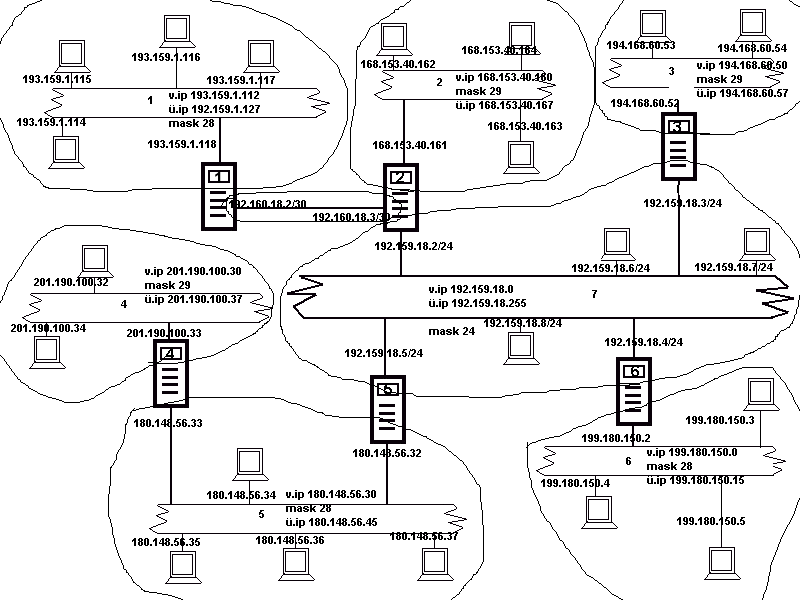 193.159.1.116
193.159.1.115
193.159.1.117
1
v.ip 193.159.1.112
ü.ip 192.159.1.127
mask 28
193.159.1.114
193.159.1.118
1
192.160.18.2/30
168.153.40.162
168.153.40.164
2
v.ip 168.153.40.160
mask 29
ü.ip 168.153.40.167
168.153.40.163
168.153.40.161
2
192.160.18.3/30
192.159.18.2/24
194.168.60.53
194.168.60.54
3
v.ip 194.168.60.50
mask 29
ü.ip 194.168.60.57
194.168.60.52
3
192.159.18.3/24
201.190.100.32
v.ip 201.190.100.30
mask 29
ü.ip 201.190.100.37
4
201.190.100.34
201.190.100.33
4
180.148.56.33
192.159.18.6/24
192.159.18.7/24
v.ip 192.159.18.0
ü.ip 192.159.18.255
7
mask 24
192.159.18.8/24
192.159.18.5/24
192.159.18.4/24
5
180.148.56.32
6
199.180.150.2
199.180.150.3
6
v.ip 199.180.150.0
mask 28
ü.ip 199.180.150.15
199.180.150.4
199.180.150.5
180.148.56.34
5
v.ip 180.148.56.30
mask 28
ü.ip 180.148.56.45
180.148.56.35
180.148.56.36
180.148.56.37